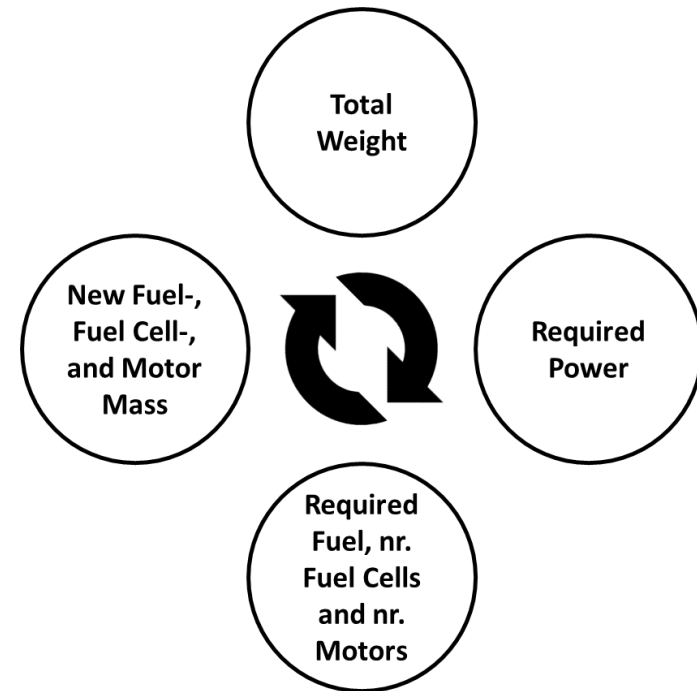 Total
Weight
New Fuel-,
Fuel Cell-,
and Motor
Mass
Required
Power
Required
Fuel, nr.
Fuel Cells
and nr.
Motors